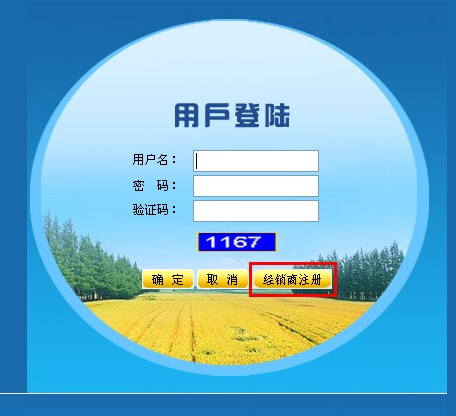 用戶登陆
用户名：
密 码：
验证码：
1167
确 定 取 消 经销商注册